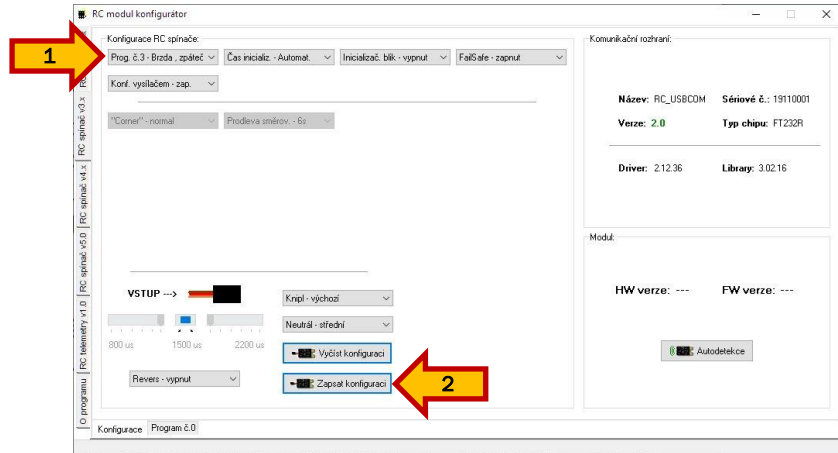 RC modul konfigurátor
Konfigurace RC spínače:
Prog. č.3 - Brzda , zpáteč
Čas inicializ. - Automat.
Inicializač. blik - vypnut
FailSafe - zapnut
Konf. vysílačem - zap.
"Corner" - normal
Prodleva směrov. - 6s
VSTUP --->
800 us
1500 us
2200 us
Revers - vypnut
Knipl - výchozí
Neutrál - střední
Vyčíst konfiguraci
Zapsat konfiguraci
1
2
Komunikační rozhraní:
Název: RC_USBCOM
Sériové č.: 19110001
Verze: 2.0
Typ chipu: FT232R
Driver: 2.12.36
Library: 3.02.16
Modul:
HW verze: ---
FW verze: ---
Autodetekce
RC spínač v3.x
RC spínač v4.x
RC spínač v5.0
RC telemetry v1.0
O programu
Konfigurace
Program č.0